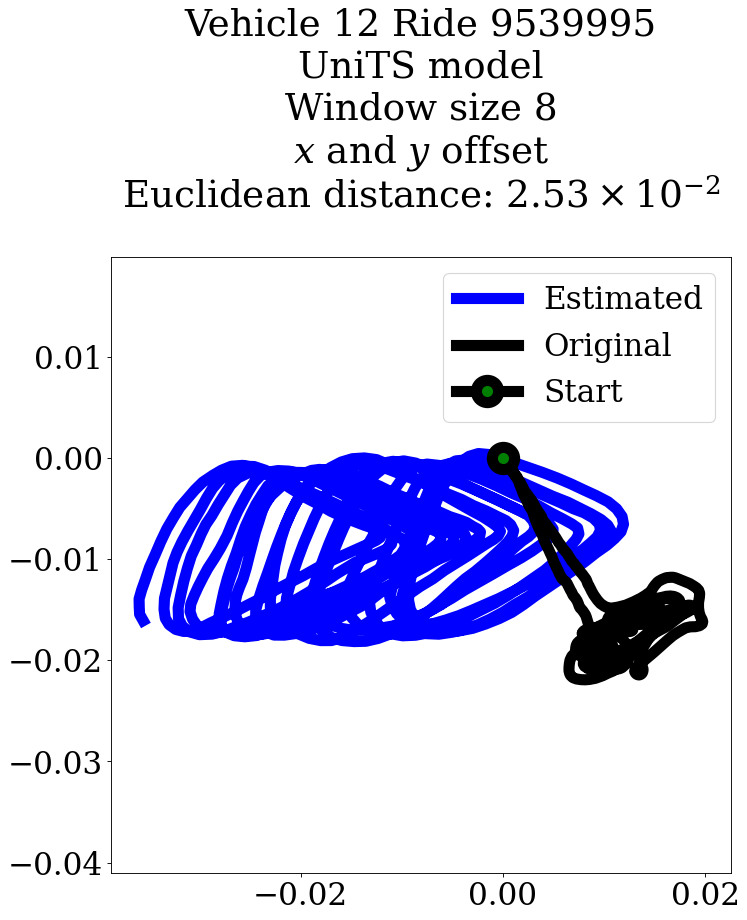 Vehicle 12 Ride 9539995
UniTS model
Window size 8
x and y offset
Euclidean distance: 2.53 × 10⁻²
Estimated
Original
Start
0.01
0.00
−0.01
−0.02
−0.03
−0.04
−0.02
0.00
0.02